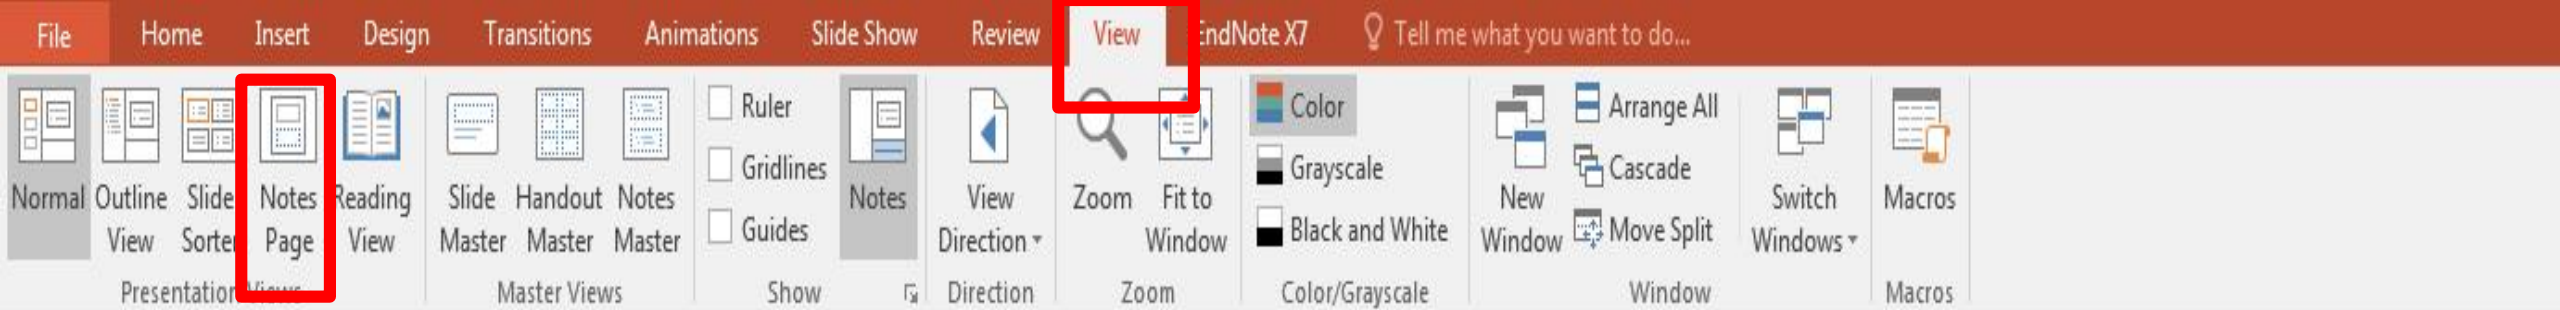 File Home Insert Design Transitions Animations Slide Show Review View EndNote X7 Tell me what you want to do...
Normal
Outline
View
Slide
Sorter
Notes
Page
Reading
View
Presentation Views
Slide
Master
Handout
Master
Notes
Master
Master Views
Ruler
Gridlines
Guides
Notes
Show
View
Direction
Direction
Zoom
Fit to
Window
Zoom
Color
Grayscale
Black and White
Color/Grayscale
New
Window
Arrange All
Cascade
Move Split
Switch
Windows
Window
Macros
Macros